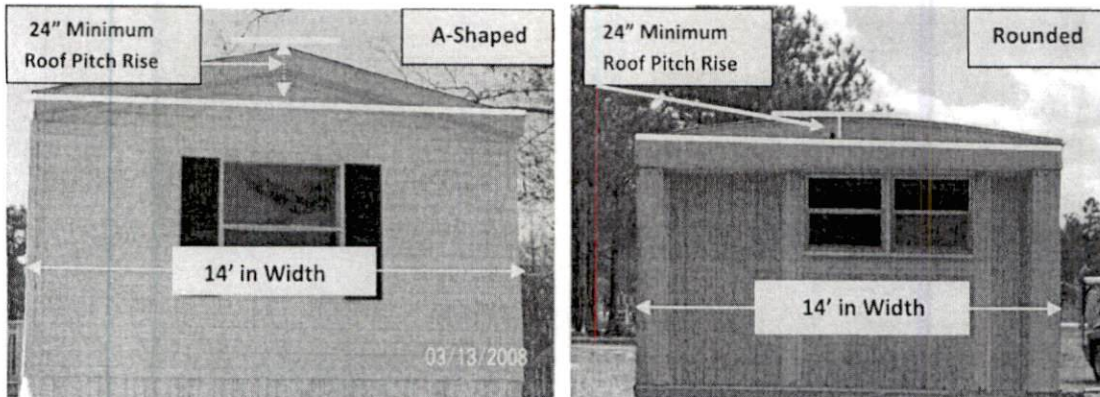 24” Minimum
Roof Pitch Rise
A-Shaped
14’ in Width
03/13/2008
24” Minimum
Roof Pitch Rise
Rounded
14’ in Width